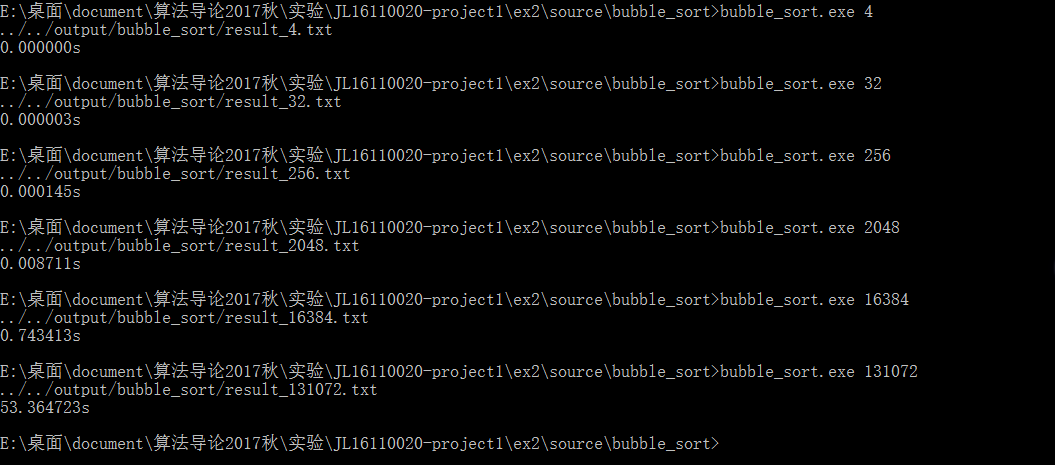 E:\桌面\document\算法导论2017秋\实验\JL16110020-project1\ex2\source\bubble_sort>bubble_sort.exe 4
../../output/bubble_sort/result_4.txt
0.000000s
E:\桌面\document\算法导论2017秋\实验\JL16110020-project1\ex2\source\bubble_sort>bubble_sort.exe 32
../../output/bubble_sort/result_32.txt
0.000003s
E:\桌面\document\算法导论2017秋\实验\JL16110020-project1\ex2\source\bubble_sort>bubble_sort.exe 256
../../output/bubble_sort/result_256.txt
0.000145s
E:\桌面\document\算法导论2017秋\实验\JL16110020-project1\ex2\source\bubble_sort>bubble_sort.exe 2048
../../output/bubble_sort/result_2048.txt
0.008711s
E:\桌面\document\算法导论2017秋\实验\JL16110020-project1\ex2\source\bubble_sort>bubble_sort.exe 16384
../../output/bubble_sort/result_16384.txt
0.743413s
E:\桌面\document\算法导论2017秋\实验\JL16110020-project1\ex2\source\bubble_sort>bubble_sort.exe 131072
../../output/bubble_sort/result_131072.txt
53.364723s
E:\桌面\document\算法导论2017秋\实验\JL16110020-project1\ex2\source\bubble_sort>